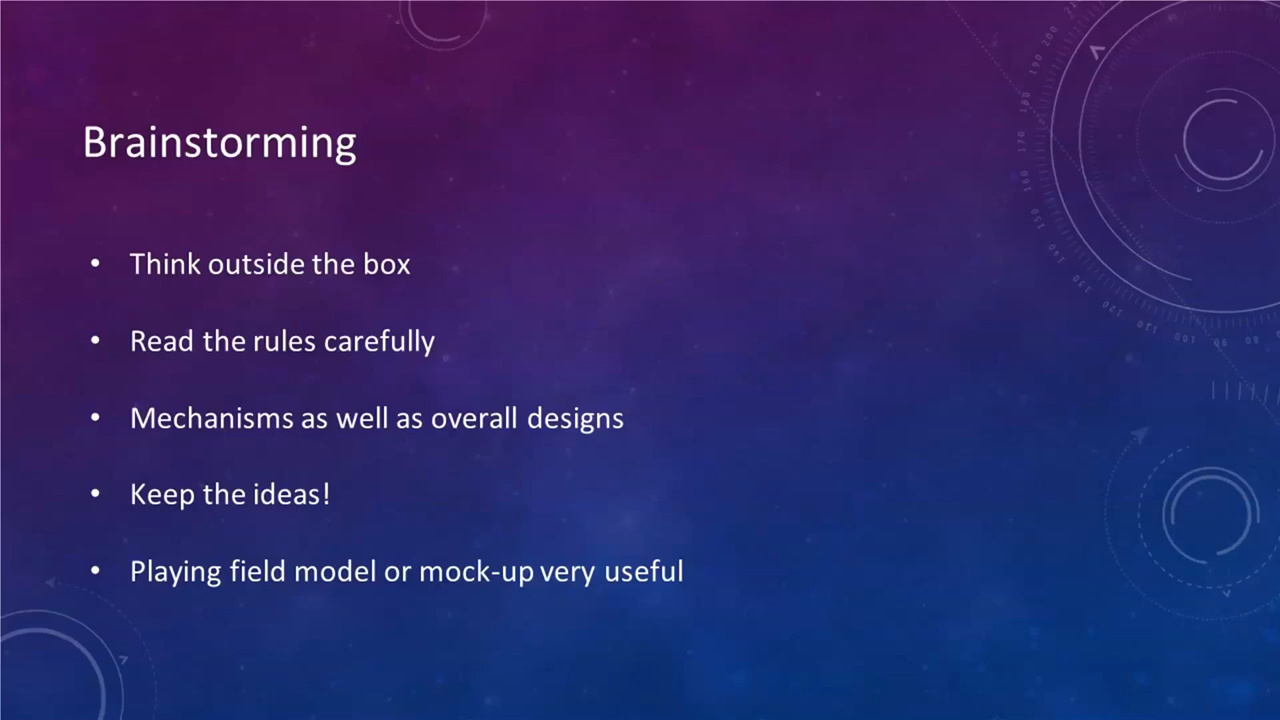 Brainstorming
• Think outside the box
• Read the rules carefully
• Mechanisms as well as overall designs
• Keep the ideas!
• Playing field model or mock-up very useful